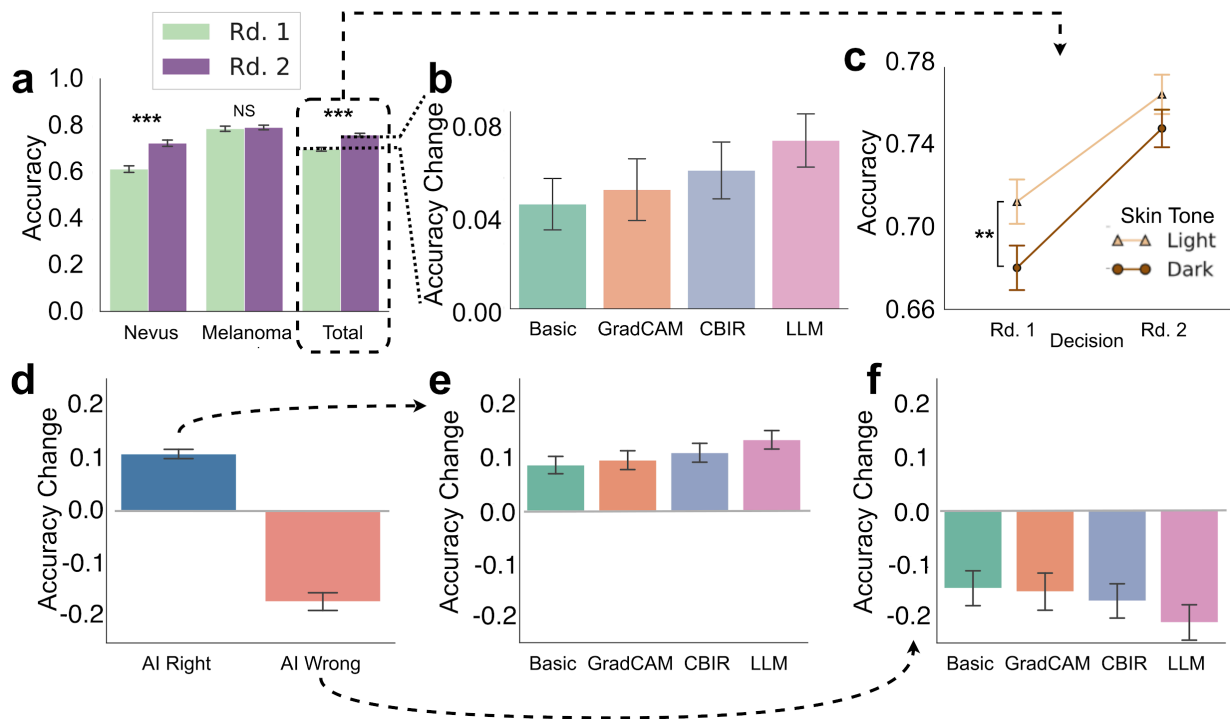 Rd. 1
Rd. 2
a
Accuracy
1.0
0.8
0.6
0.4
0.2
0.0
***
NS
***
Nevus
Melanoma
Total
b
Accuracy Change
0.08
0.04
0.00
Basic
GradCAM
CBIR
LLM
c
Accuracy
0.78
0.74
0.70
0.66
**
Skin Tone
Light
Dark
Rd. 1
Rd. 2
Decision
d
Accuracy Change
0.2
0.1
0.0
-0.1
-0.2
AI Right
AI Wrong
e
Accuracy Change
0.2
0.1
0.0
-0.1
-0.2
Basic
GradCAM
CBIR
LLM
f
Accuracy Change
0.2
0.1
0.0
-0.1
-0.2
Basic
GradCAM
CBIR
LLM